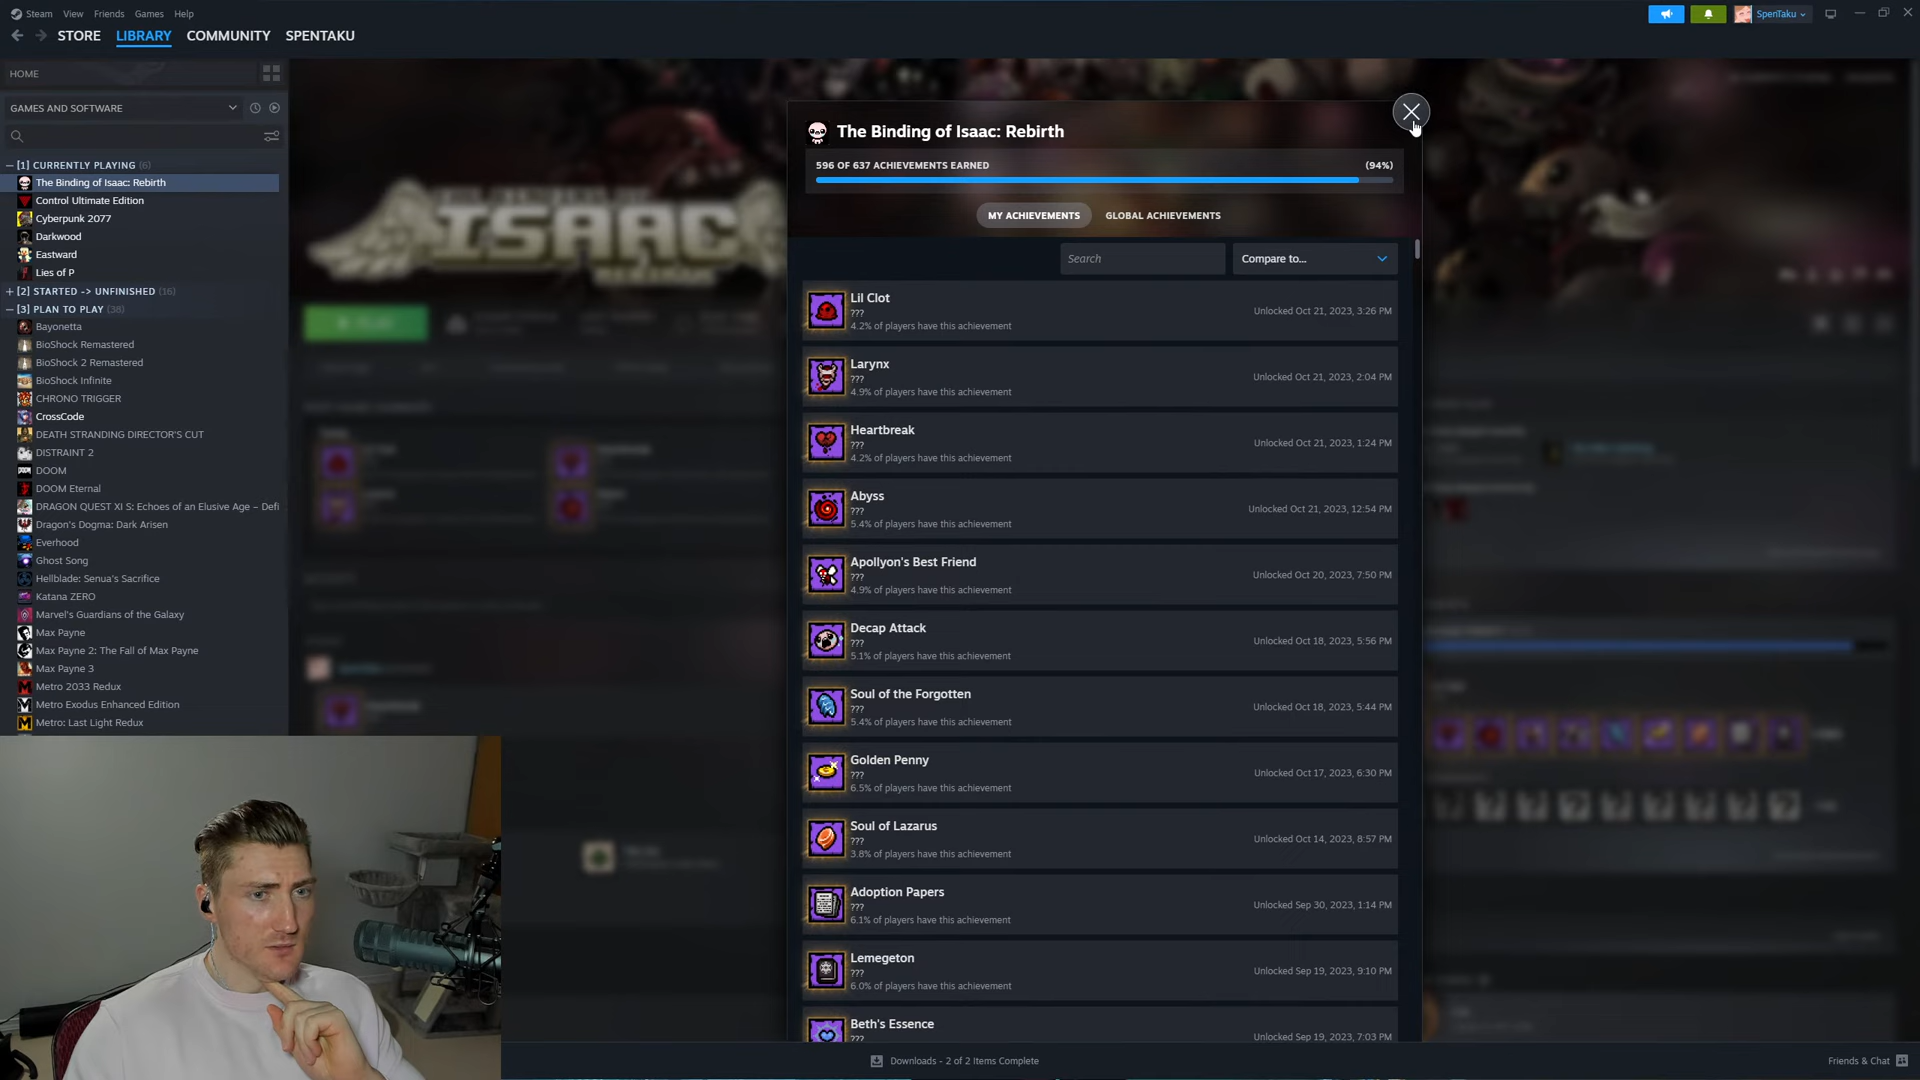 Steam View Friends Games Help
SpenTaku
STORE LIBRARY COMMUNITY SPENTAKU
HOME
GAMES AND SOFTWARE
[1] CURRENTLY PLAYING (6)
The Binding of Isaac: Rebirth
Control Ultimate Edition
Cyberpunk 2077
Darkwood
Eastward
Lies of P
[2] STARTED -> UNFINISHED (16)
[3] PLAN TO PLAY (38)
Bayonetta
BioShock Remastered
BioShock 2 Remastered
BioShock Infinite
CHRONO TRIGGER
CrossCode
DEATH STRANDING DIRECTOR'S CUT
DISTRAINT 2
DOOM
DOOM Eternal
DRAGON QUEST XI S: Echoes of an Elusive Age – Defi
Dragon's Dogma: Dark Arisen
Everhood
Ghost Song
Hellblade: Senua's Sacrifice
Katana ZERO
Marvel's Guardians of the Galaxy
Max Payne
Max Payne 2: The Fall of Max Payne
Max Payne 3
Metro 2033 Redux
Metro Exodus Enhanced Edition
Metro: Last Light Redux
ISAAC
The Binding of Isaac: Rebirth
596 OF 637 ACHIEVEMENTS EARNED (94%)
MY ACHIEVEMENTS GLOBAL ACHIEVEMENTS
Search Compare to...
Lil Clot
???
4.2% of players have this achievement
Unlocked Oct 21, 2023, 3:26 PM
Larynx
???
4.9% of players have this achievement
Unlocked Oct 21, 2023, 2:04 PM
Heartbreak
???
4.2% of players have this achievement
Unlocked Oct 21, 2023, 1:24 PM
Abyss
???
5.4% of players have this achievement
Unlocked Oct 21, 2023, 12:54 PM
Apollyon's Best Friend
???
4.9% of players have this achievement
Unlocked Oct 20, 2023, 7:50 PM
Decap Attack
???
5.1% of players have this achievement
Unlocked Oct 18, 2023, 5:56 PM
Soul of the Forgotten
???
5.4% of players have this achievement
Unlocked Oct 18, 2023, 5:44 PM
Golden Penny
???
6.5% of players have this achievement
Unlocked Oct 17, 2023, 6:30 PM
Soul of Lazarus
???
3.8% of players have this achievement
Unlocked Oct 14, 2023, 8:57 PM
Adoption Papers
???
6.1% of players have this achievement
Unlocked Sep 30, 2023, 1:14 PM
Lemegeton
???
6.0% of players have this achievement
Unlocked Sep 19, 2023, 9:10 PM
Beth's Essence
???
Unlocked Sep 19, 2023, 7:03 PM
Downloads - 2 of 2 Items Complete
Friends & Chat